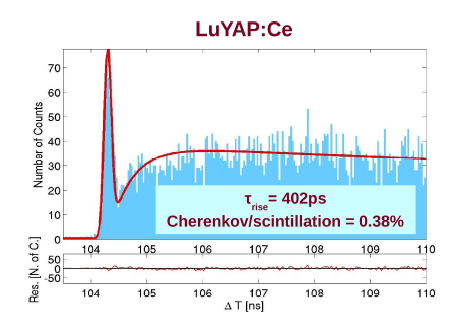 LuYAP:Ce
Number of Counts
70
60
50
40
30
20
10
0
τrise= 402ps
Cherenkov/scintillation = 0.38%
104 105 106 107 108 109 110
Res. [N. of C.]
50
0
-50
104 105 106 107 108 109 110
Δ T [ns]